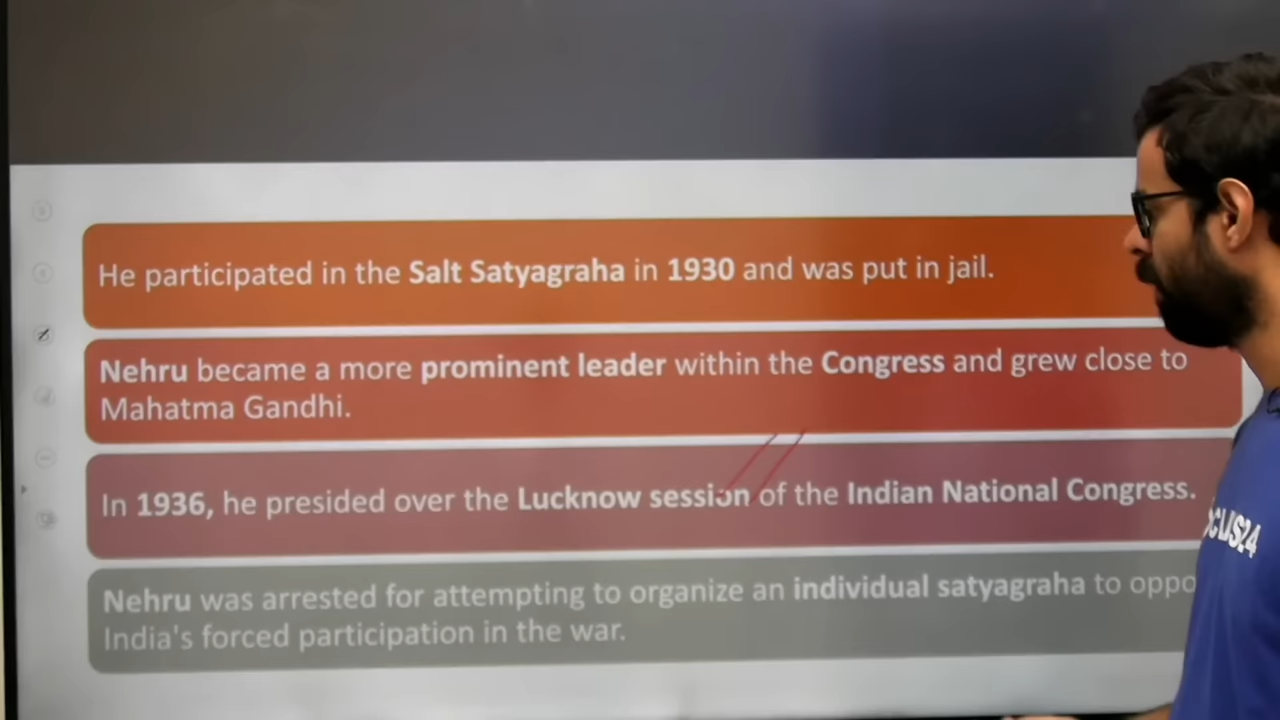 He participated in the Salt Satyagraha in 1930 and was put in jail.
Nehru became a more prominent leader within the Congress and grew close to
Mahatma Gandhi.
In 1936, he presided over the Lucknow session of the Indian National Congress.
Nehru was arrested for attempting to organize an individual satyagraha to oppo
India's forced participation in the war.